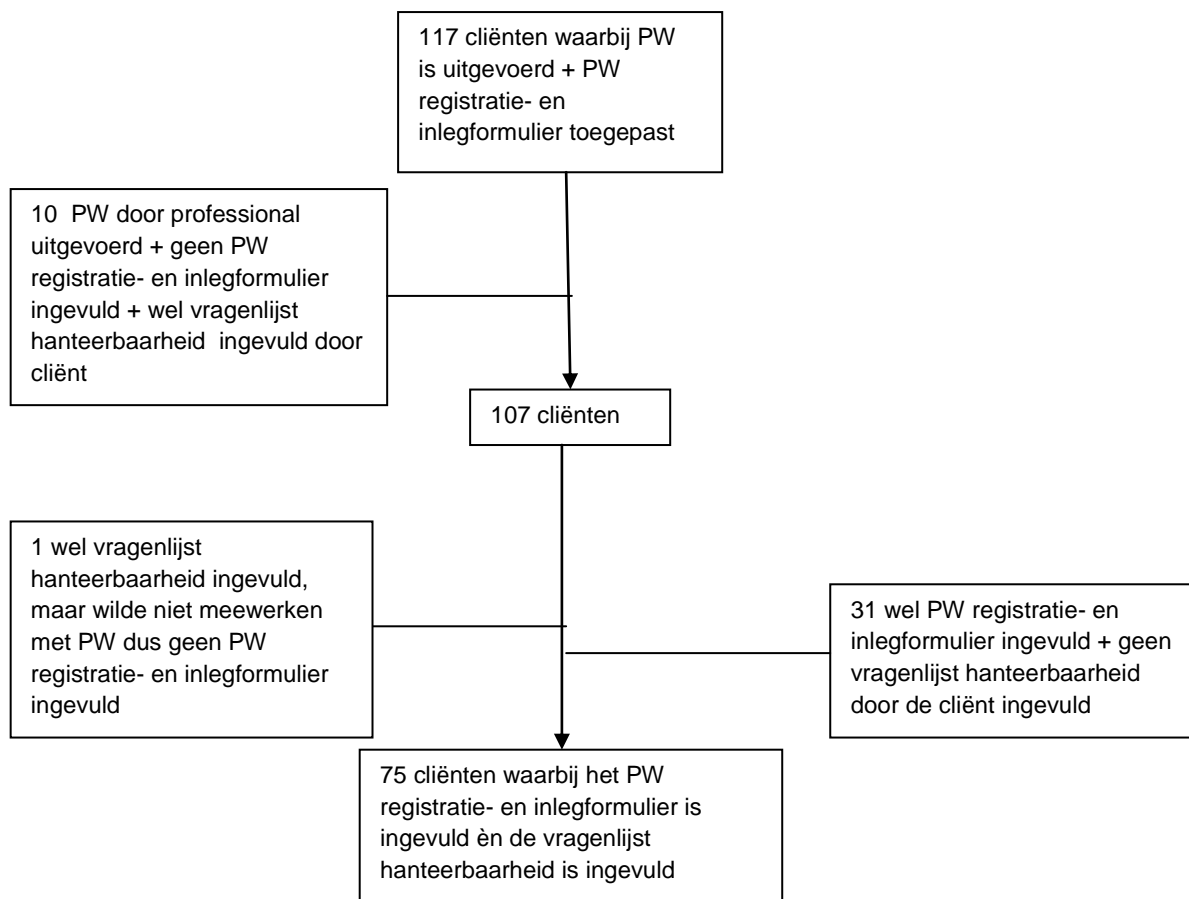 117 cliënten waarbij PW
is uitgevoerd + PW
registratie- en
inlegformulier toegepast
10 PW door professional
uitgevoerd + geen PW
registratie- en inlegformulier
ingevuld + wel vragenlijst
hanteerbaarheid ingevuld door
cliënt
107 cliënten
1 wel vragenlijst
hanteerbaarheid ingevuld,
maar wilde niet meewerken
met PW dus geen PW
registratie- en inlegformulier
ingevuld
31 wel PW registratie- en
inlegformulier ingevuld + geen
vragenlijst hanteerbaarheid
door de cliënt ingevuld
75 cliënten waarbij het PW
registratie- en inlegformulier is
ingevuld èn de vragenlijst
hanteerbaarheid is ingevuld